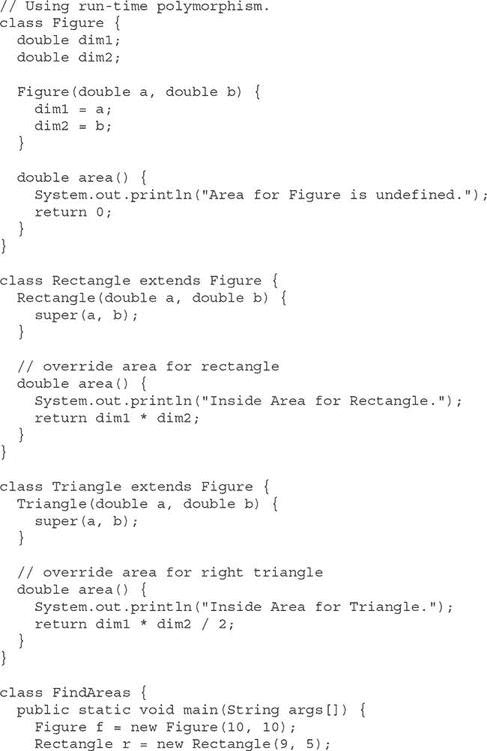 // Using run-time polymorphism.
class Figure {
  double dim1;
  double dim2;

  Figure(double a, double b) {
    dim1 = a;
    dim2 = b;
  }

  double area() {
    System.out.println("Area for Figure is undefined.");
    return 0;
  }
}

class Rectangle extends Figure {
  Rectangle(double a, double b) {
    super(a, b);
  }

  // override area for rectangle
  double area() {
    System.out.println("Inside Area for Rectangle.");
    return dim1 * dim2;
  }
}

class Triangle extends Figure {
  Triangle(double a, double b) {
    super(a, b);
  }

  // override area for right triangle
  double area() {
    System.out.println("Inside Area for Triangle.");
    return dim1 * dim2 / 2;
  }
}

class FindAreas {
  public static void main(String args[]) {
    Figure f = new Figure(10, 10);
    Rectangle r = new Rectangle(9, 5);